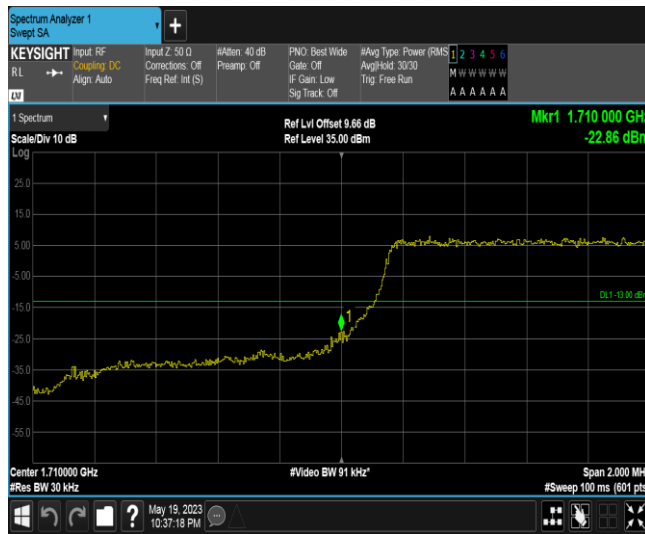 Spectrum Analyzer 1
Swept SA
+
KEYSIGHT
RL
LXI
Input: RF
Coupling: DC
Align: Auto
Input Z: 50 Ω
Corrections: Off
Freq Ref: Int (S)
#Atten: 40 dB
Preamp: Off
PNO: Best Wide
Gate: Off
IF Gain: Low
Sig Track: Off
#Avg Type: Power (RMS
Avg|Hold: 30/30
Trig: Free Run
1 2 3 4 5 6
M W W W W W
A A A A A A
1 Spectrum
Scale/Div 10 dB
Log
Ref Lvl Offset 9.66 dB
Ref Level 35.00 dBm
Mkr1 1.710 000 GH
-22.86 dBm
25.0
15.0
5.00
-5.00
-15.0
-25.0
-35.0
-45.0
-55.0
1
DL1 -13.00 dB
Center 1.710000 GHz
#Res BW 30 kHz
#Video BW 91 kHz*
Span 2.000 MH
#Sweep 100 ms (601 pts
?
May 19, 2023
10:37:18 PM